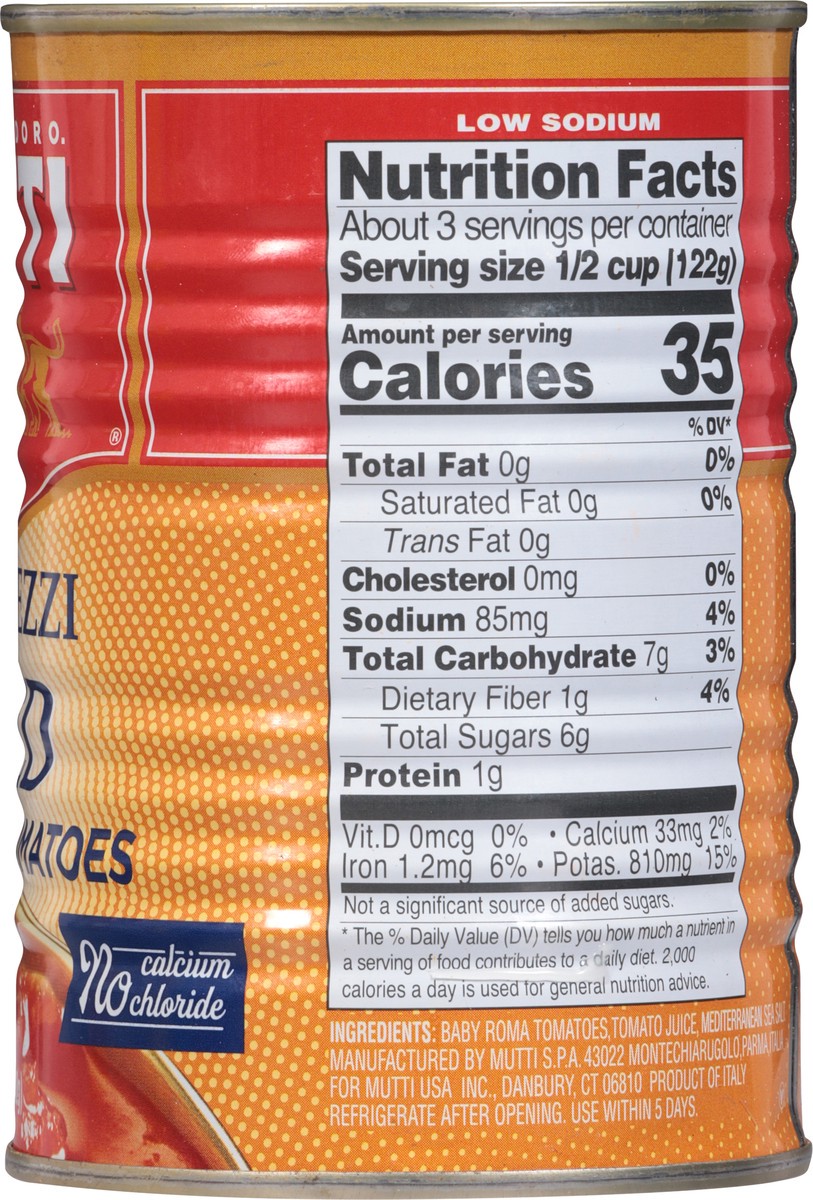 DORO.
®
EZZI
D
MATOES
No calcium
chloride
LOW SODIUM
Nutrition Facts
About 3 servings per container
Serving size 1/2 cup (122g)
Amount per serving
Calories 35
% DV*
Total Fat 0g 0%
Saturated Fat 0g 0%
Trans Fat 0g
Cholesterol 0mg 0%
Sodium 85mg 4%
Total Carbohydrate 7g 3%
Dietary Fiber 1g 4%
Total Sugars 6g
Protein 1g
Vit.D 0mcg 0% • Calcium 33mg 2%
Iron 1.2mg 6% • Potas. 810mg 15%
Not a significant source of added sugars.
* The % Daily Value (DV) tells you how much a nutrient in
a serving of food contributes to a daily diet. 2,000
calories a day is used for general nutrition advice.
INGREDIENTS: BABY ROMA TOMATOES, TOMATO JUICE, MEDITERRANEAN SEA SALT
MANUFACTURED BY MUTTI S.P.A. 43022 MONTECHIARUGOLO, PARMA, ITALIA
FOR MUTTI USA INC., DANBURY, CT 06810 PRODUCT OF ITALY
REFRIGERATE AFTER OPENING. USE WITHIN 5 DAYS.